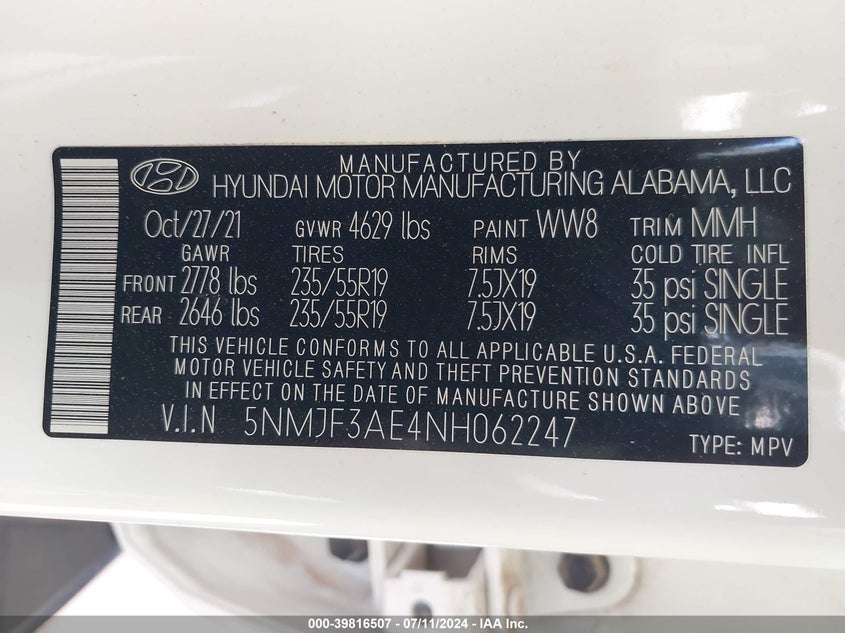 MANUFACTURED BY
HYUNDAI MOTOR MANUFACTURING ALABAMA, LLC
Oct/27/21 GVWR 4629 lbs PAINT WW8 TRIM MMH
GAWR TIRES RIMS COLD TIRE INFL
FRONT 2778 lbs 235/55R19 7.5JX19 35 psi SINGLE
REAR 2646 lbs 235/55R19 7.5JX19 35 psi SINGLE
THIS VEHICLE CONFORMS TO ALL APPLICABLE U.S.A. FEDERAL
MOTOR VEHICLE SAFETY AND THEFT PREVENTION STANDARDS
IN EFFECT ON THE DATE OF MANUFACTURE SHOWN ABOVE
V.I.N 5NMJF3AE4NH062247
TYPE: MPV
000-39816507 - 07/11/2024 - IAA Inc.